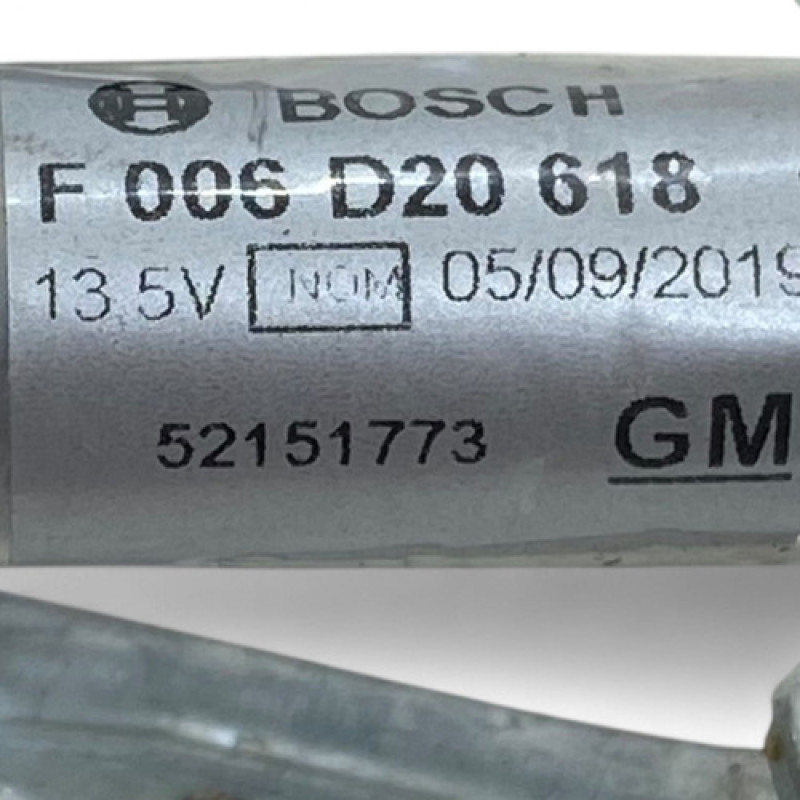 BOSCH
F 006 D20 618
13.5V NOM 05/09/2019
52151773 GM